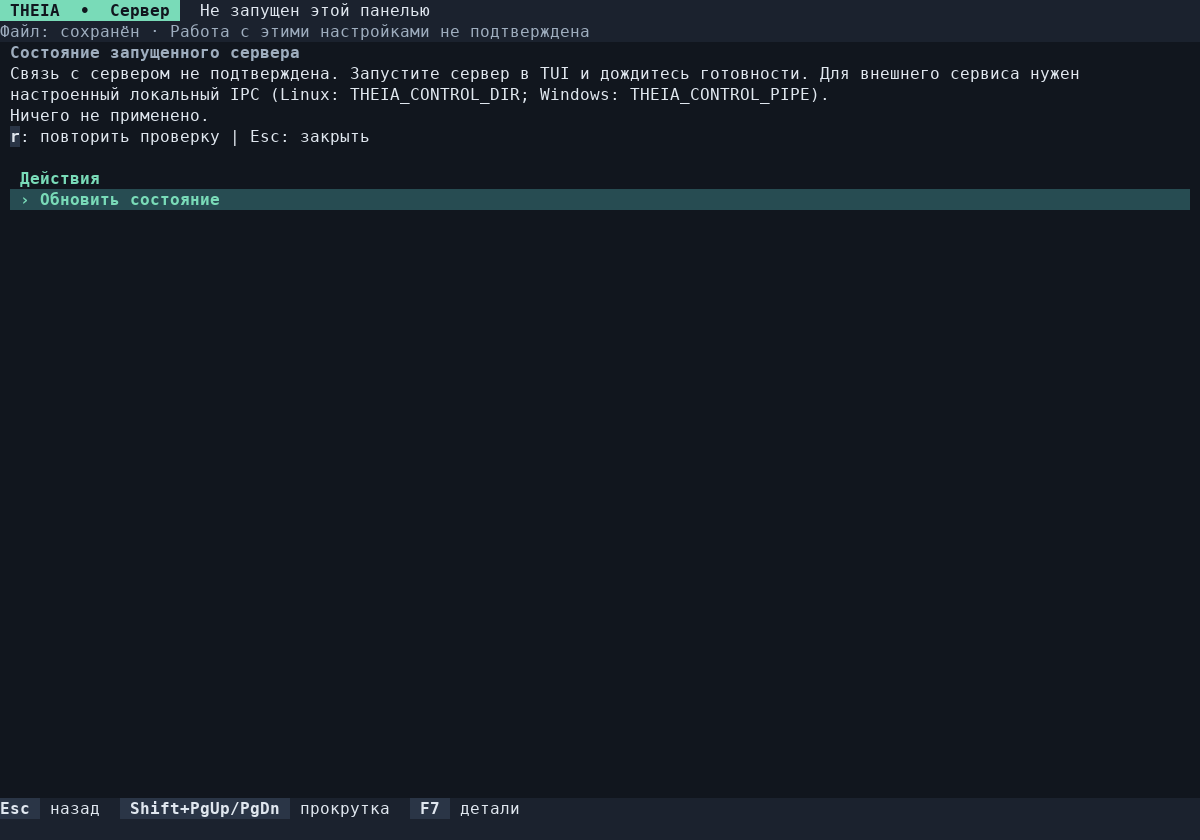 THEIA • Сервер Не запущен этой панелью
Файл: сохранён · Работа с этими настройками не подтверждена
Состояние запущенного сервера
Связь с сервером не подтверждена. Запустите сервер в TUI и дождитесь готовности. Для внешнего сервиса нужен
настроенный локальный IPC (Linux: THEIA_CONTROL_DIR; Windows: THEIA_CONTROL_PIPE).
Ничего не применено.
r: повторить проверку | Esc: закрыть
Действия
› Обновить состояние
Esc назад Shift+PgUp/PgDn прокрутка F7 детали